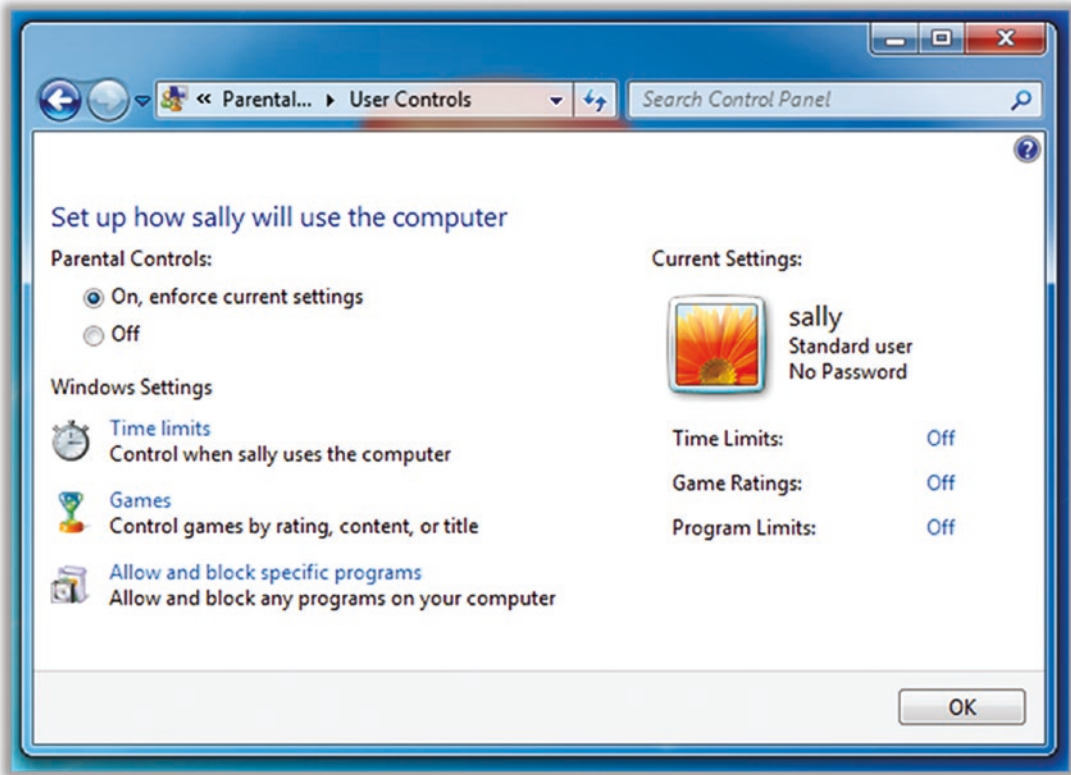 « Parental... ▸ User Controls
Search Control Panel
Set up how sally will use the computer
Parental Controls:
On, enforce current settings
Off
Windows Settings
Time limits
Control when sally uses the computer
Games
Control games by rating, content, or title
Allow and block specific programs
Allow and block any programs on your computer
Current Settings:
sally
Standard user
No Password
Time Limits: Off
Game Ratings: Off
Program Limits: Off
OK